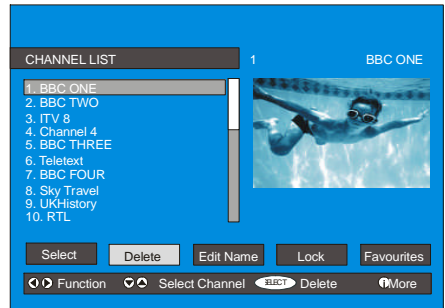 CHANNEL LIST
1 BBC ONE
1. BBC ONE
2. BBC TWO
3. ITV 8
4. Channel 4
5. BBC THREE
6. Teletext
7. BBC FOUR
8. Sky Travel
9. UKHistory
10. RTL
Select Delete Edit Name Lock Favourites
Function Select Channel SELECT Delete i More